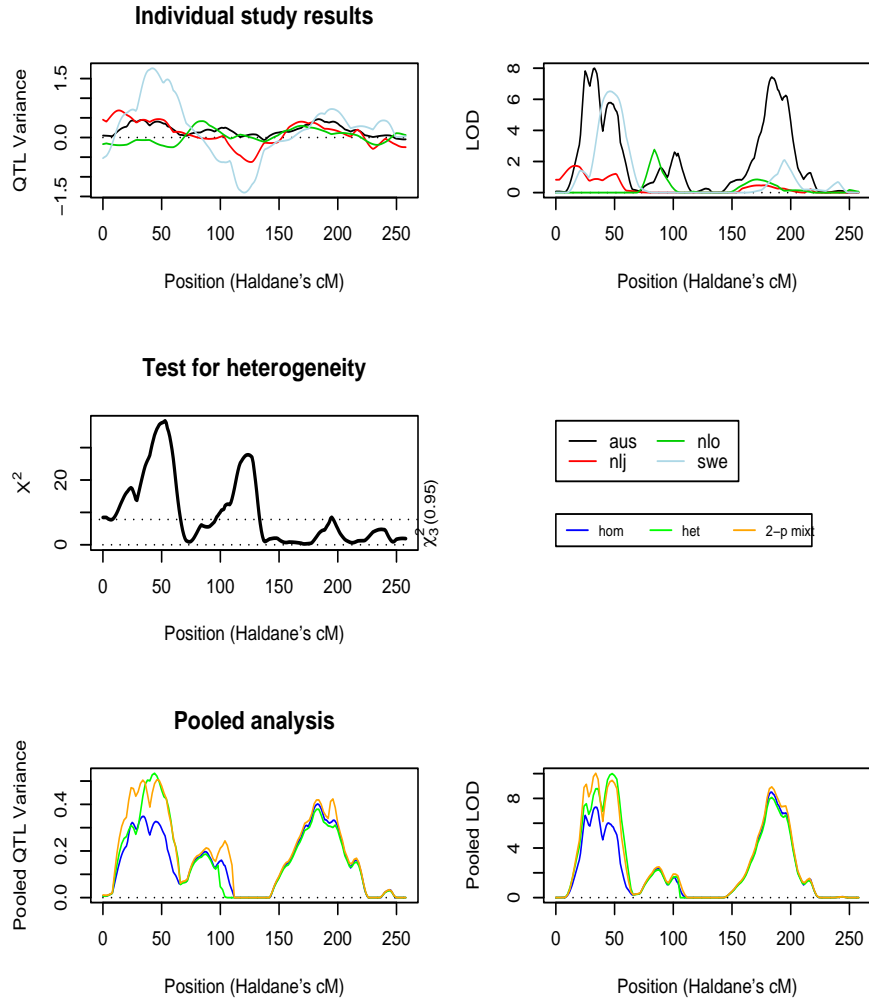 Individual study results
QTL Variance
1.5
0.0
−1.5
0 50 100 150 200 250
Position (Haldane's cM)
LOD
8
6
4
2
0
0 50 100 150 200 250
Position (Haldane's cM)
Test for heterogeneity
X²
20
0
χ²₃ (0.95)
0 50 100 150 200 250
Position (Haldane's cM)
aus nlo
nlj swe
hom het 2−p mixt
Pooled analysis
Pooled QTL Variance
0.4
0.2
0.0
0 50 100 150 200 250
Position (Haldane's cM)
Pooled LOD
8
4
2
0
0 50 100 150 200 250
Position (Haldane's cM)